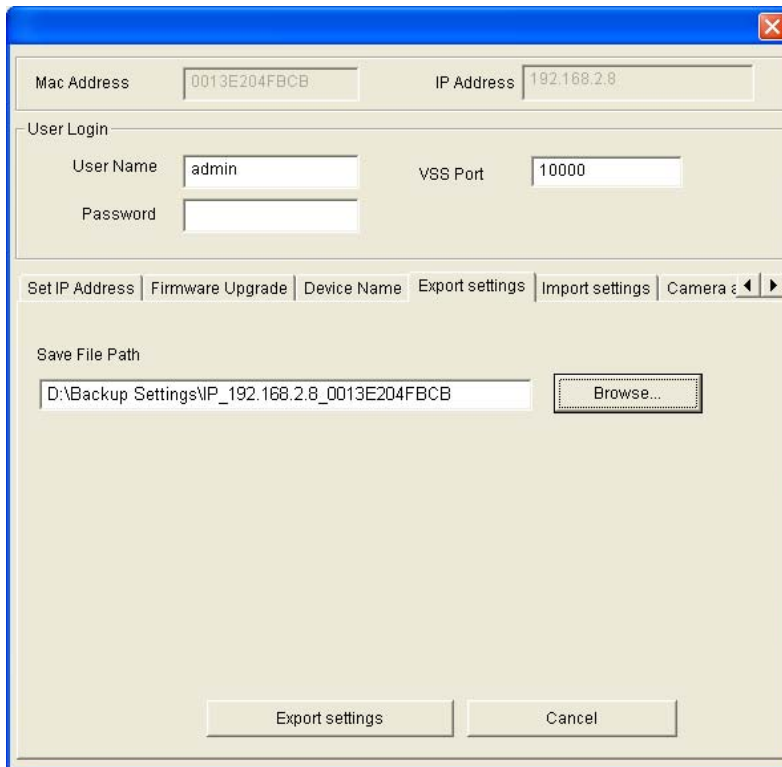 Mac Address 0013E204FBCB IP Address 192.168.2.8
User Login
User Name admin VSS Port 10000
Password
Set IP Address Firmware Upgrade Device Name Export settings Import settings Camera a
Save File Path
D:\Backup Settings\IP_192.168.2.8_0013E204FBCB Browse...
Export settings Cancel